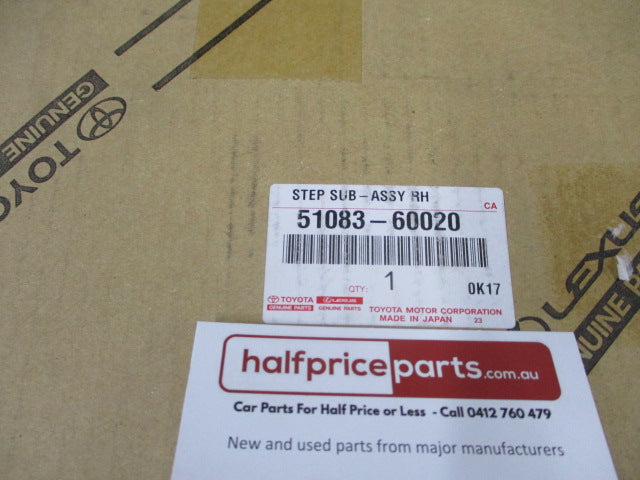 GENUINE
TOYO
STEP SUB-ASSY RH
CA
51083-60020
QTY: 1
0K17
TOYOTA
GENUINE PARTS
LEXUS
GENUINE PARTS
TOYOTA MOTOR CORPORATION
MADE IN JAPAN 23
LEXUS
GENUINE
halfpriceparts.com.au
Car Parts For Half Price or Less - Call 0412 760 479
New and used parts from major manufacturers